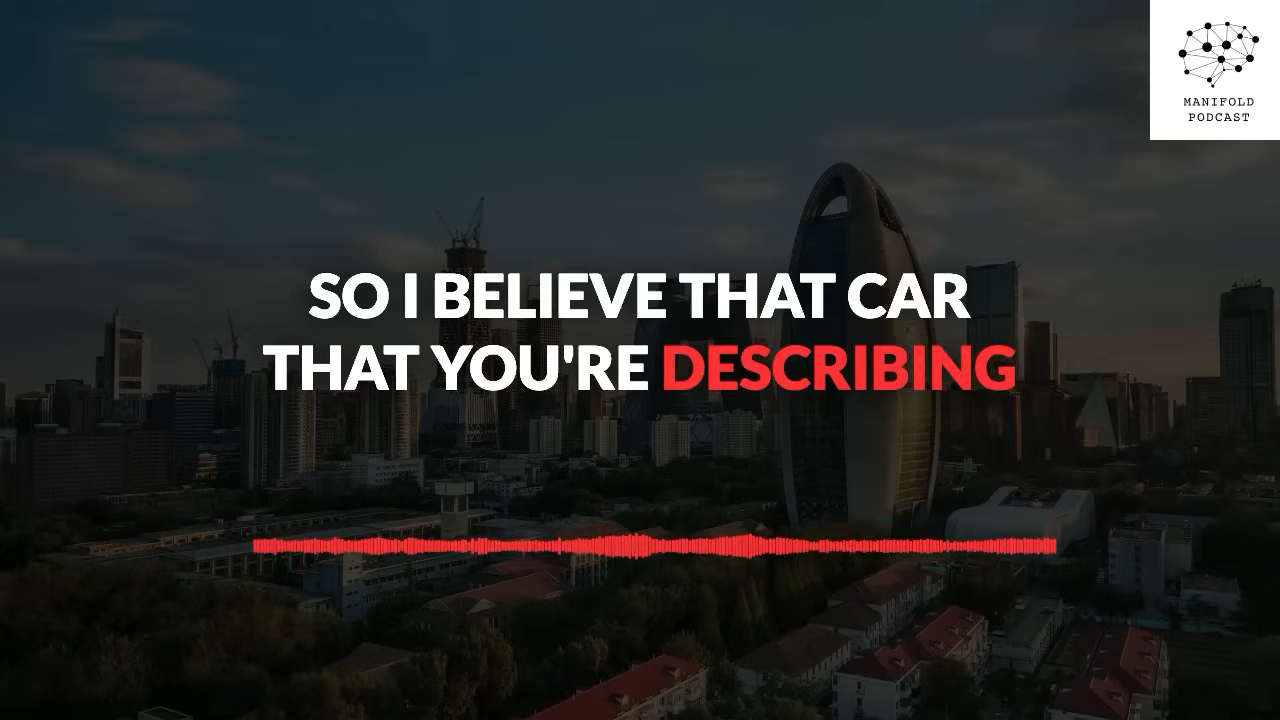 MANIFOLD
PODCAST
SO I BELIEVE THAT CAR
THAT YOU'RE DESCRIBING